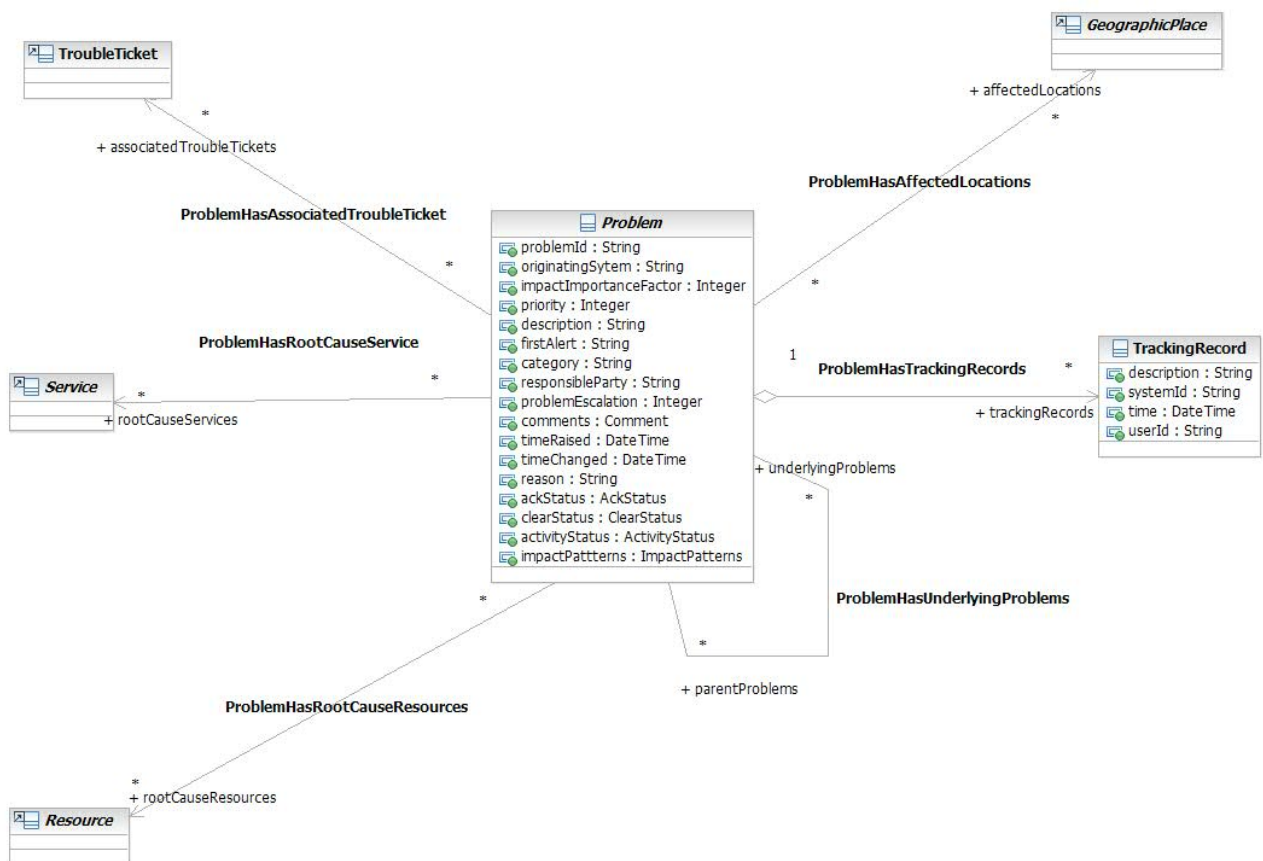 GeographicPlace
TroubleTicket
+ affectedLocations
*
*
+ associatedTroubleTickets
ProblemHasAffectedLocations
ProblemHasAssociatedTroubleTicket
Problem
problemId : String
originatingSytem : String
impactImportanceFactor : Integer
priority : Integer
description : String
firstAlert : String
category : String
responsibleParty : String
problemEscalation : Integer
comments : Comment
timeRaised : DateTime
timeChanged : DateTime
reason : String
ackStatus : AckStatus
clearStatus : ClearStatus
activityStatus : ActivityStatus
impactPattterns : ImpactPatterns
*
*
ProblemHasRootCauseService
Service
*
*
+ rootCauseServices
1
ProblemHasTrackingRecords
*
+ trackingRecords
TrackingRecord
description : String
systemId : String
time : DateTime
userId : String
+ underlyingProblems
*
ProblemHasUnderlyingProblems
*
+ parentProblems
*
ProblemHasRootCauseResources
*
+ rootCauseResources
Resource